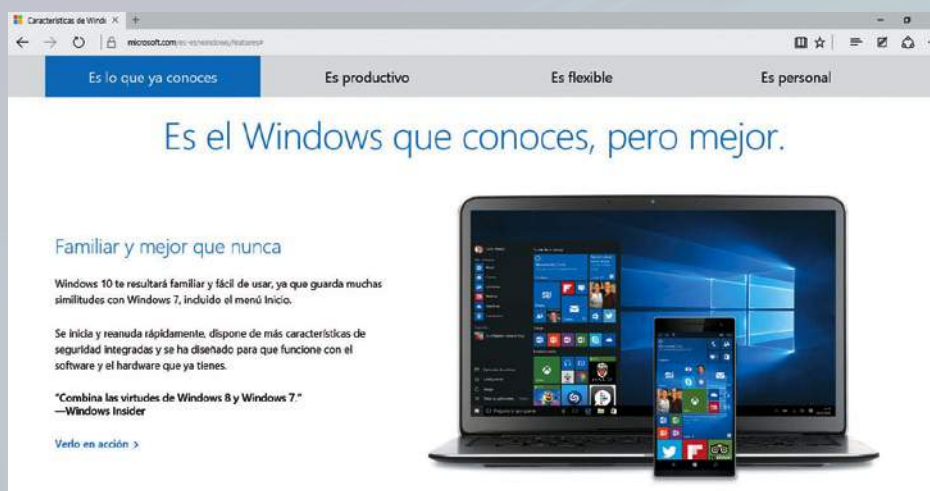 Características de Windo
microsoft.com/es-es/windows/features#
Es lo que ya conoces
Es productivo
Es flexible
Es personal
Es el Windows que conoces, pero mejor.
Familiar y mejor que nunca
Windows 10 te resultará familiar y fácil de usar, ya que guarda muchas
similitudes con Windows 7, incluido el menú Inicio.
Se inicia y reanuda rápidamente, dispone de más características de
seguridad integradas y se ha diseñado para que funcione con el
software y el hardware que ya tienes.
"Combina las virtudes de Windows 8 y Windows 7."
—Windows Insider
Verlo en acción >